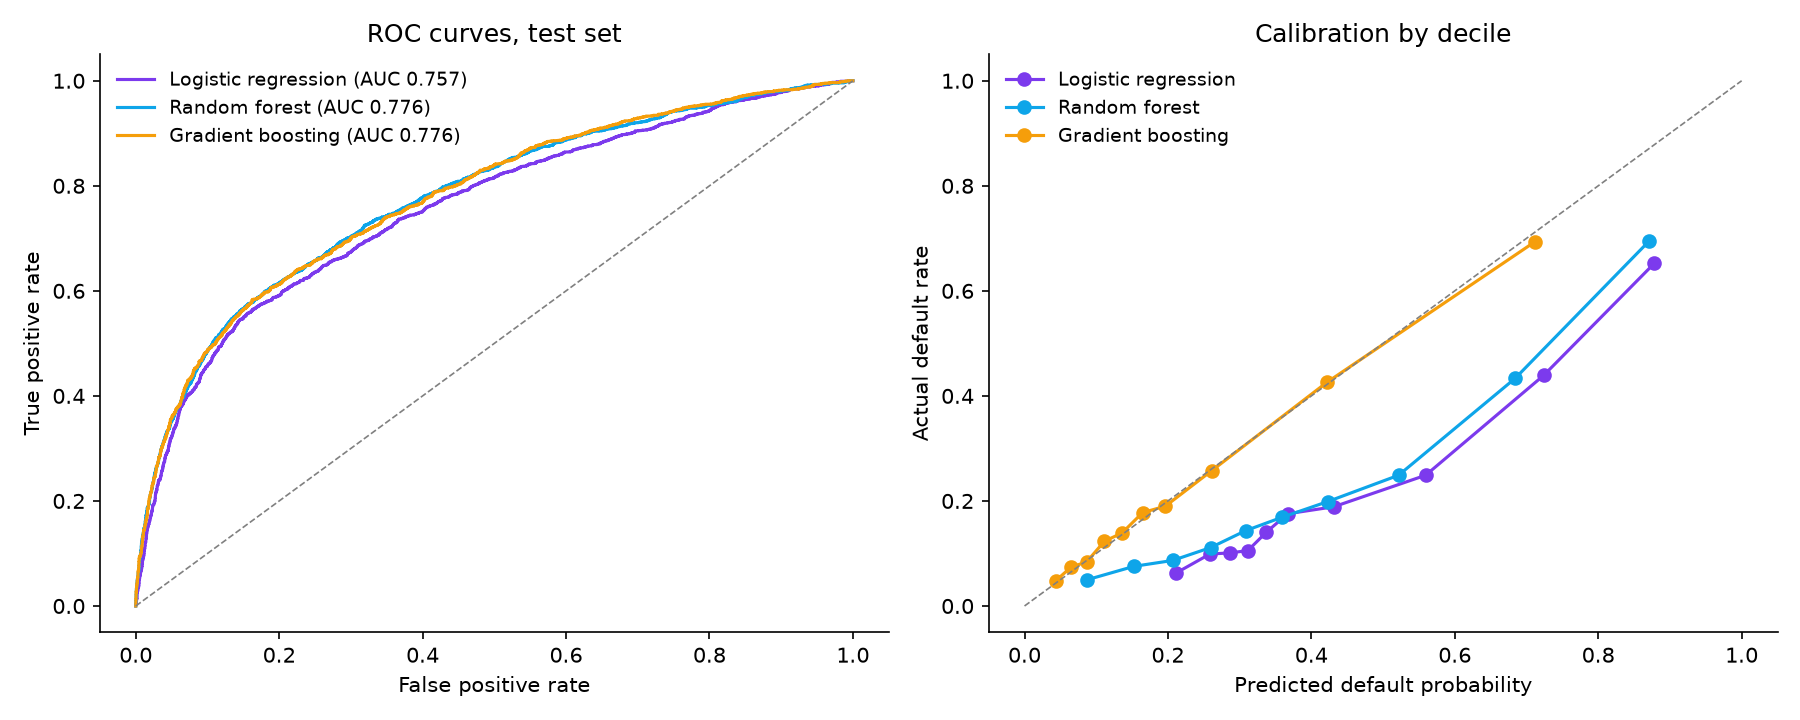 ROC curves, test set
Logistic regression (AUC 0.757)
Random forest (AUC 0.776)
Gradient boosting (AUC 0.776)
True positive rate
1.0
0.8
0.6
0.4
0.2
0.0
0.0 0.2 0.4 0.6 0.8 1.0
False positive rate
Calibration by decile
Logistic regression
Random forest
Gradient boosting
Actual default rate
1.0
0.8
0.6
0.4
0.2
0.0
0.0 0.2 0.4 0.6 0.8 1.0
Predicted default probability